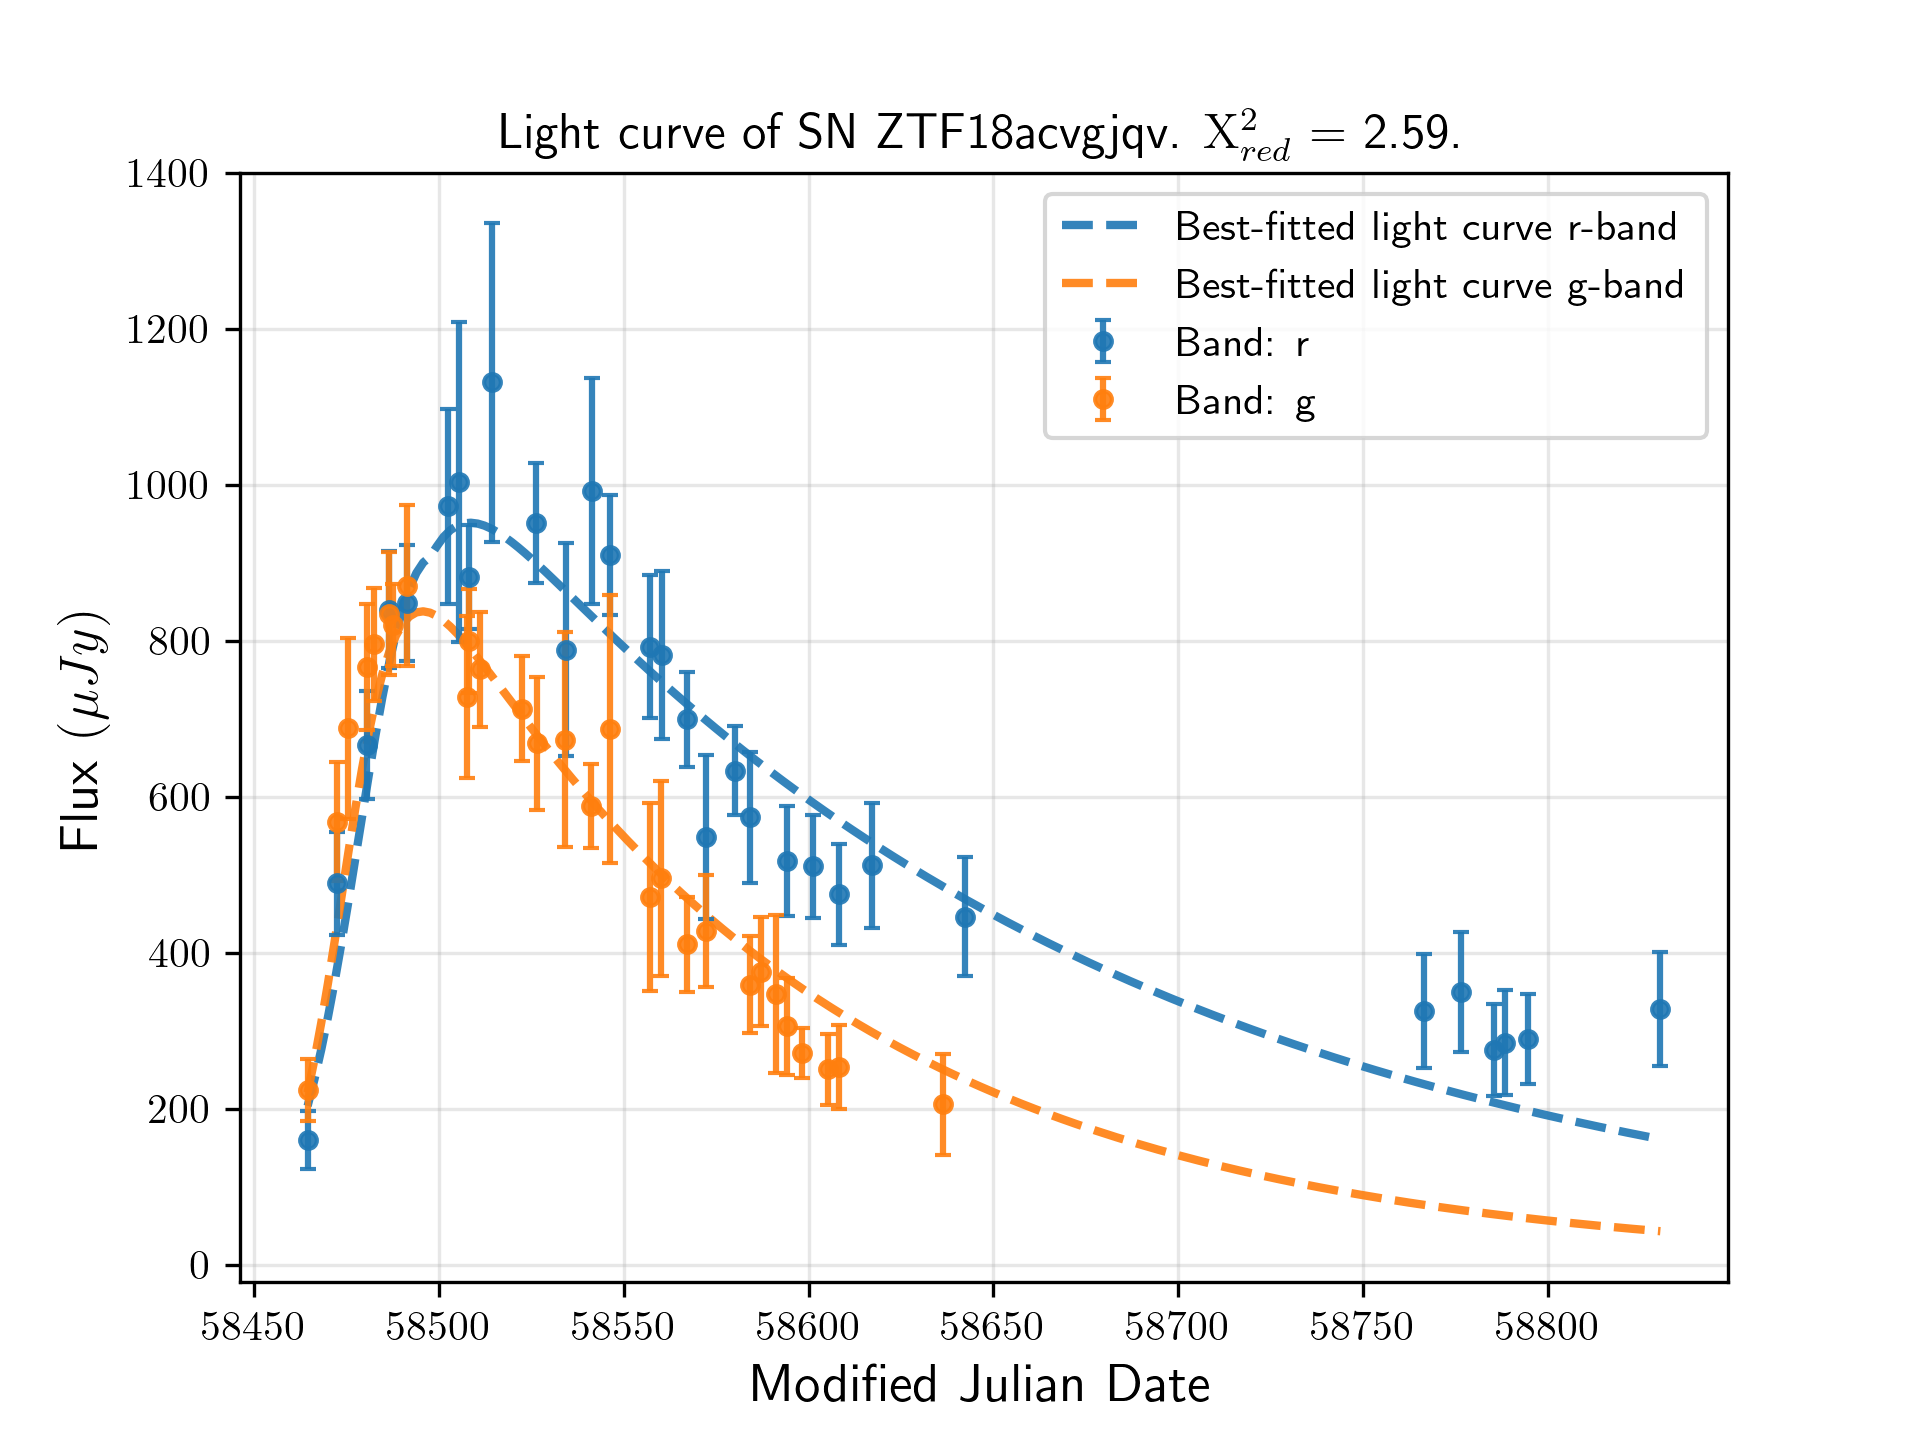 Light curve of SN ZTF18acvgjqv. X²red = 2.59.
1400
1200
1000
800
600
400
200
0
Flux (μJy)
Best-fitted light curve r-band
Best-fitted light curve g-band
Band: r
Band: g
58450 58500 58550 58600 58650 58700 58750 58800
Modified Julian Date